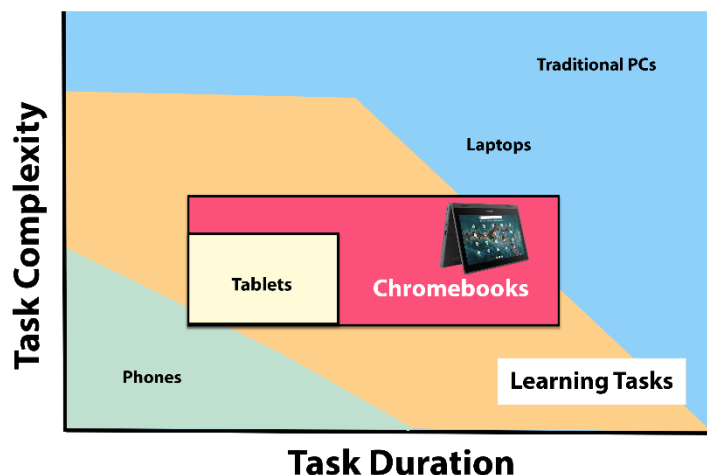 Traditional PCs
Laptops
Tablets
Chromebooks
Phones
Learning Tasks
Task Complexity
Task Duration